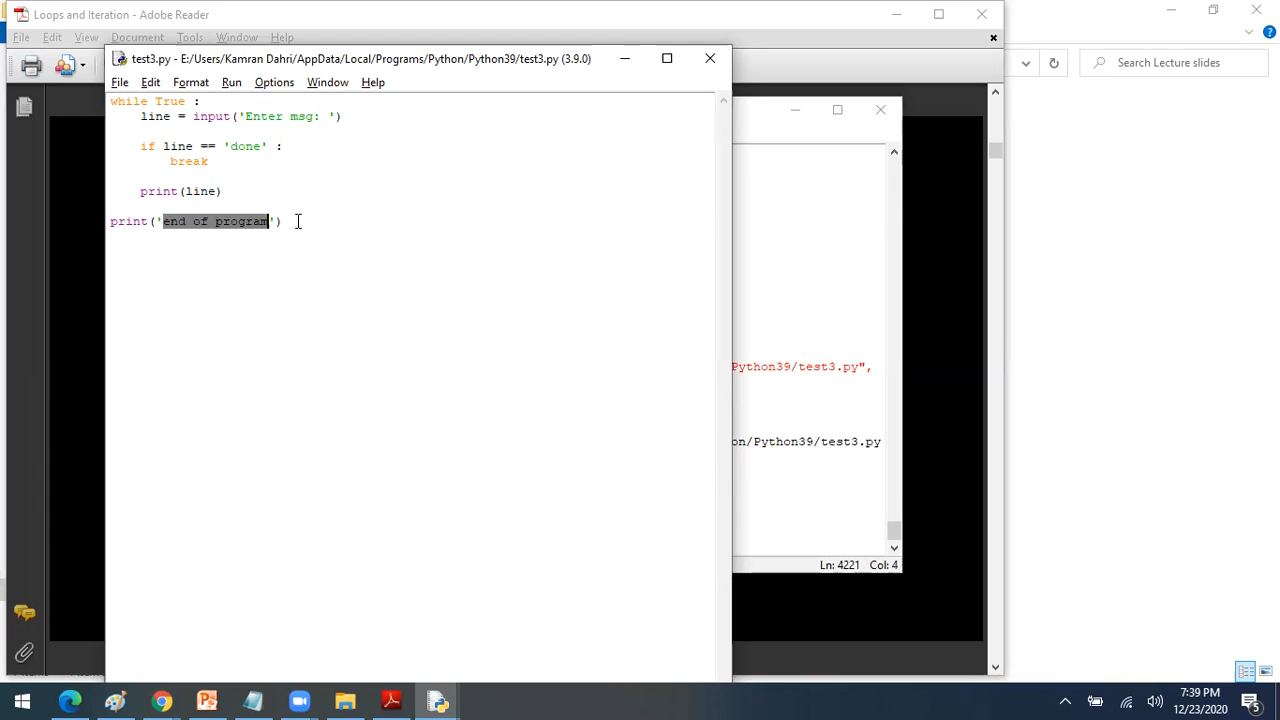 Loops and Iteration - Adobe Reader
File Edit View Document Tools Window Help
Search Lecture slides
test3.py - E:/Users/Kamran Dahri/AppData/Local/Programs/Python/Python39/test3.py (3.9.0)
File Edit Format Run Options Window Help
while True :
line = input('Enter msg: ')
if line == 'done' :
break
print(line)
print('end of program')
Python39/test3.py",
on/Python39/test3.py
Ln: 4221 Col: 4
7:39 PM
12/23/2020
5